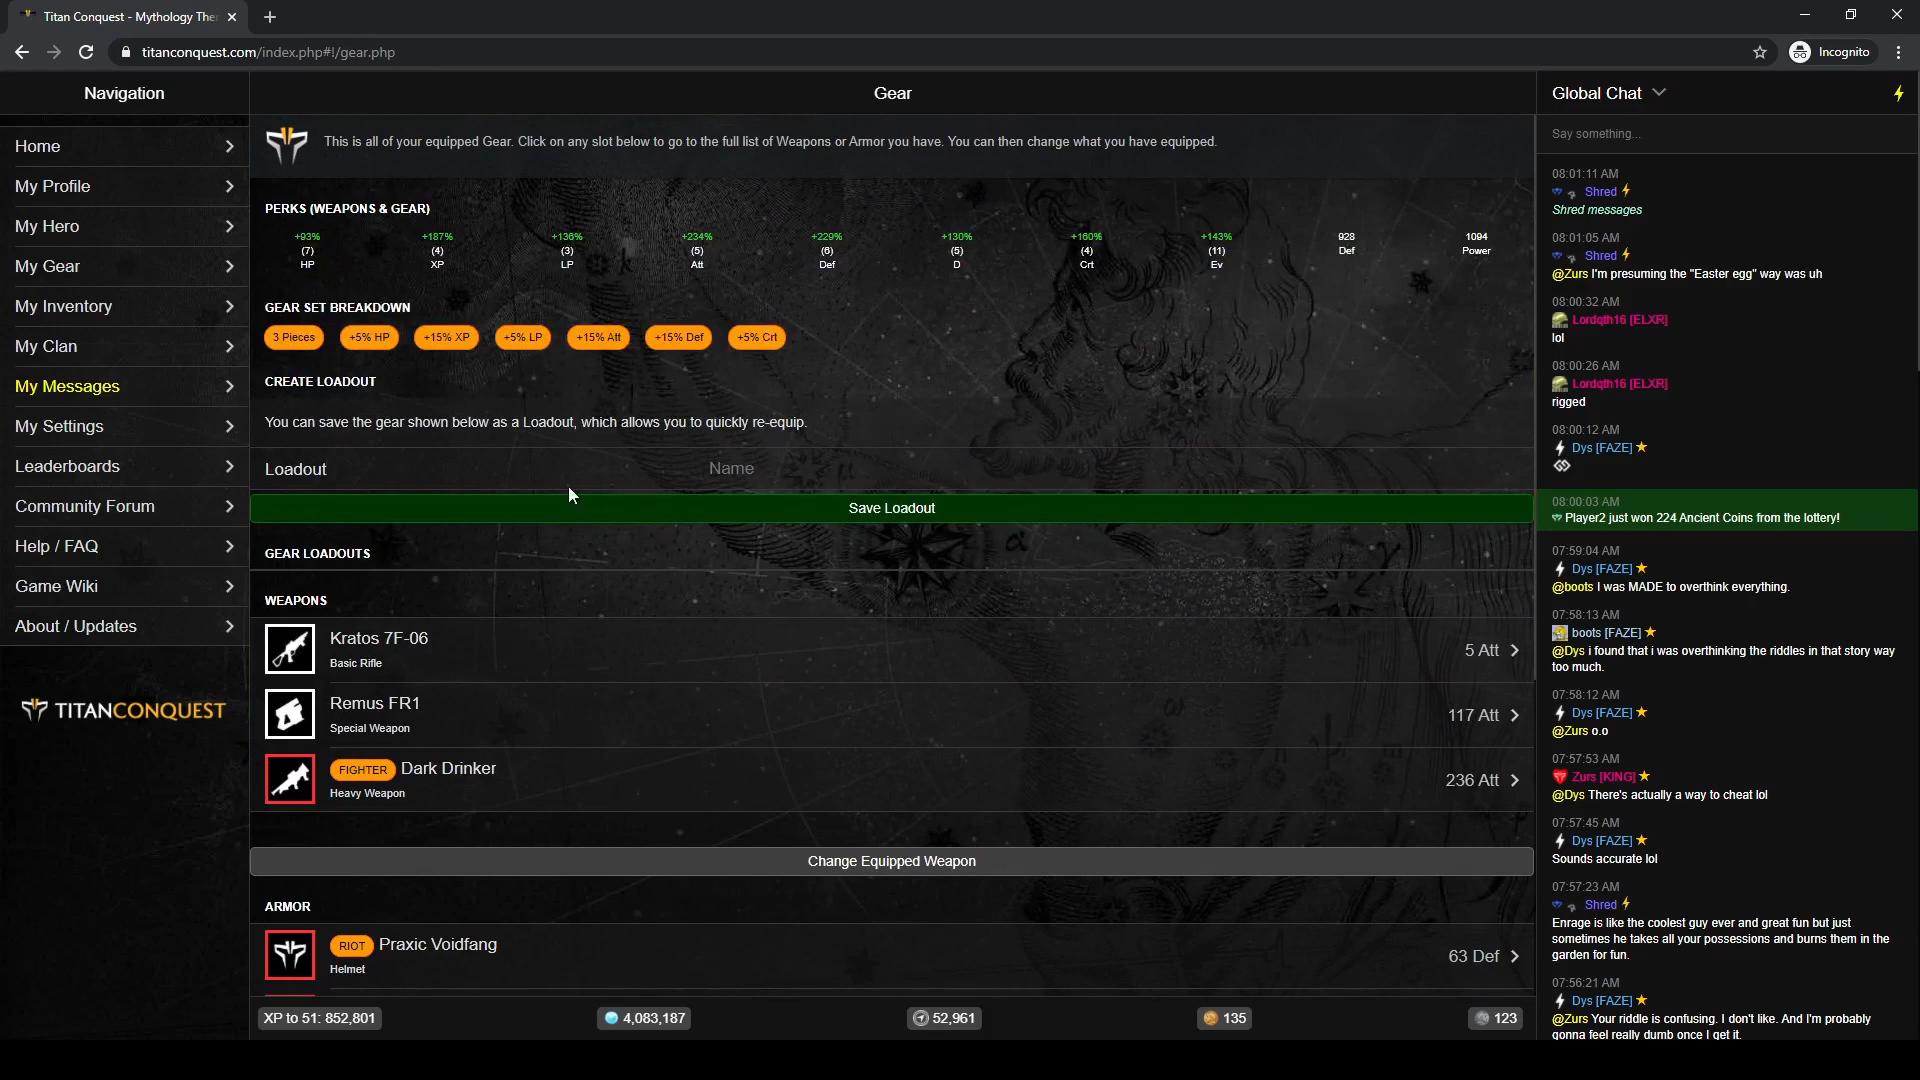 Titan Conquest - Mythology The
titanconquest.com/index.php#!/gear.php
Incognito
Navigation
Home
My Profile
My Hero
My Gear
My Inventory
My Clan
My Messages
My Settings
Leaderboards
Community Forum
Help / FAQ
Game Wiki
About / Updates
TITANCONQUEST
Gear
This is all of your equipped Gear. Click on any slot below to go to the full list of Weapons or Armor you have. You can then change what you have equipped.
PERKS (WEAPONS & GEAR)
+93% +187% +136% +234% +229% +130% +160% +143% 928 1094
(7) (4) (3) (5) (6) (5) (4) (11) Def Power
HP XP LP Att Def D Crt Ev
GEAR SET BREAKDOWN
3 Pieces +5% HP +15% XP +5% LP +15% Att +15% Def +5% Crt
CREATE LOADOUT
You can save the gear shown below as a Loadout, which allows you to quickly re-equip.
Loadout Name
Save Loadout
GEAR LOADOUTS
WEAPONS
Kratos 7F-06
Basic Rifle
5 Att
Remus FR1
Special Weapon
117 Att
FIGHTER Dark Drinker
Heavy Weapon
236 Att
Change Equipped Weapon
ARMOR
RIOT Praxic Voidfang
Helmet
63 Def
XP to 51: 852,801 4,083,187 52,961 135 123
Global Chat
Say something...
08:01:11 AM
Shred
Shred messages
08:01:05 AM
Shred
@Zurs I'm presuming the "Easter egg" way was uh
08:00:32 AM
Lordqth16 [ELXR]
lol
08:00:26 AM
Lordqth16 [ELXR]
rigged
08:00:12 AM
Dys [FAZE]
08:00:03 AM
Player2 just won 224 Ancient Coins from the lottery!
07:59:04 AM
Dys [FAZE]
@boots I was MADE to overthink everything.
07:58:13 AM
boots [FAZE]
@Dys i found that i was overthinking the riddles in that story way
too much.
07:58:12 AM
Dys [FAZE]
@Zurs o.o
07:57:53 AM
Zurs [KING]
@Dys There's actually a way to cheat lol
07:57:45 AM
Dys [FAZE]
Sounds accurate lol
07:57:23 AM
Shred
Enrage is like the coolest guy ever and great fun but just
sometimes he takes all your possessions and burns them in the
garden for fun.
07:56:21 AM
Dys [FAZE]
@Zurs Your riddle is confusing. I don't like. And I'm probably
gonna feel really dumb once I get it.